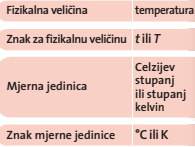 Fizikalna veličina temperatura
Znak za fizikalnu veličinu t ili T
Mjerna jedinica Celzijev
stupanj
ili stupanj
kelvin
Znak mjerne jedinice °C ili K